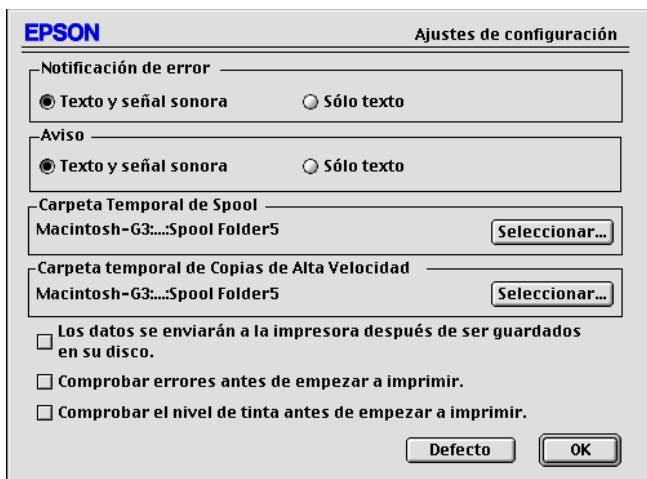 EPSON Ajustes de configuración
Notificación de error
Texto y señal sonora Sólo texto
Aviso
Texto y señal sonora Sólo texto
Carpeta Temporal de Spool
Macintosh-G3:...:Spool Folder5 Seleccionar...
Carpeta temporal de Copias de Alta Velocidad
Macintosh-G3:...:Spool Folder5 Seleccionar...
Los datos se enviarán a la impresora después de ser guardados
en su disco.
Comprobar errores antes de empezar a imprimir.
Comprobar el nivel de tinta antes de empezar a imprimir.
Defecto OK